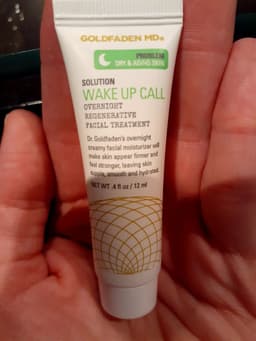 GOLDFADEN MD®
PROBLEM
DRY & AGING SKIN
SOLUTION
WAKE UP CALL
OVERNIGHT
REGENERATIVE
FACIAL TREATMENT
Dr. Goldfaden's overnight
creamy facial moisturizer will
make skin appear firmer and
feel stronger, leaving skin
supple, smooth and hydrated.
NET WT .4 fl oz / 12 ml